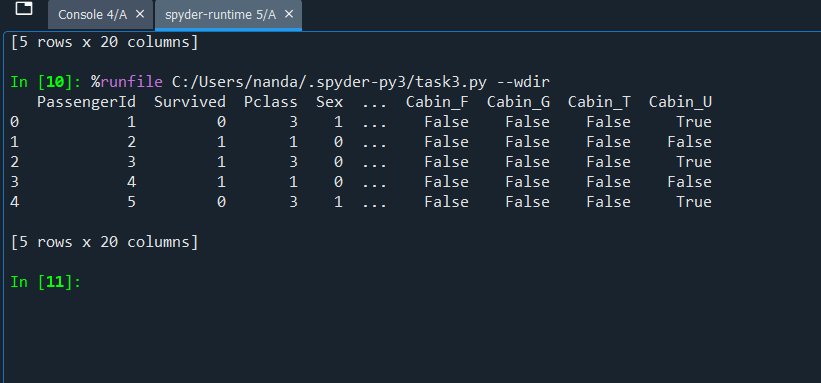 Console 4/A × spyder-runtime 5/A ×
[5 rows x 20 columns]
In [10]: %runfile C:/Users/nanda/.spyder-py3/task3.py --wdir
   PassengerId  Survived  Pclass  Sex  ...  Cabin_F  Cabin_G  Cabin_T  Cabin_U
0            1         0       3    1  ...    False    False    False     True
1            2         1       1    0  ...    False    False    False    False
2            3         1       3    0  ...    False    False    False     True
3            4         1       1    0  ...    False    False    False    False
4            5         0       3    1  ...    False    False    False     True
[5 rows x 20 columns]
In [11]: